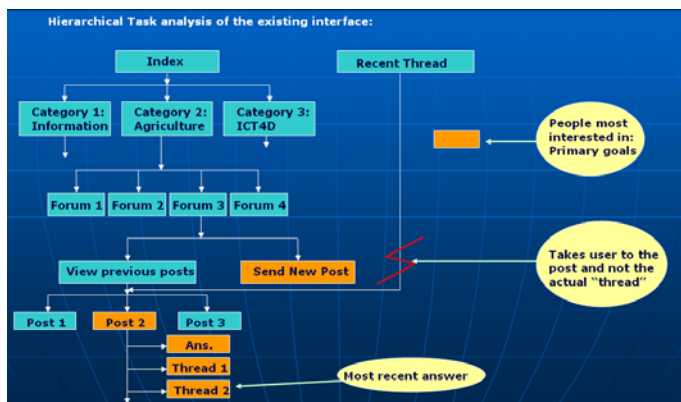 Hierarchical Task analysis of the existing interface:
Index
Recent Thread
Category 1:
Information
Category 2:
Agriculture
Category 3:
ICT4D
People most
interested in:
Primary goals
Forum 1
Forum 2
Forum 3
Forum 4
View previous posts
Send New Post
Takes user to the
post and not the
actual "thread"
Post 1
Post 2
Post 3
Ans.
Thread 1
Thread 2
Most recent answer